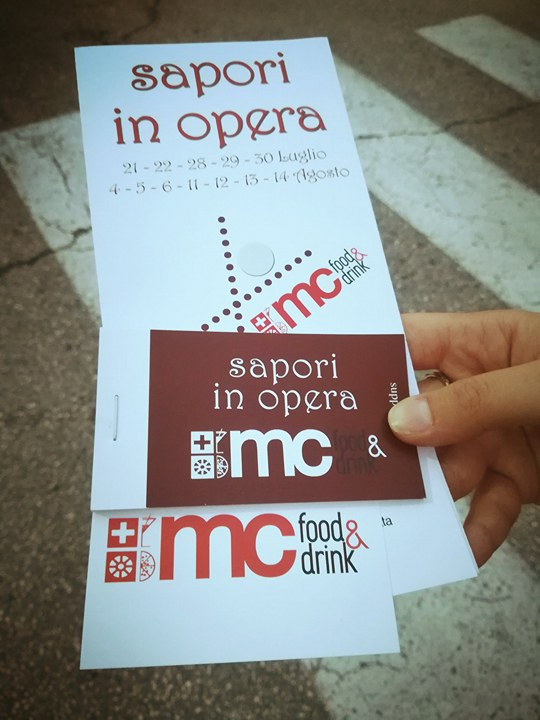 sapori
in opera
21 - 22 - 28 - 29 - 30 Luglio
4 - 5 - 6 - 11 - 12 - 13 - 14 Agosto
mc food&
drink
sapori
in opera
mc food &
drink
mc food&
drink